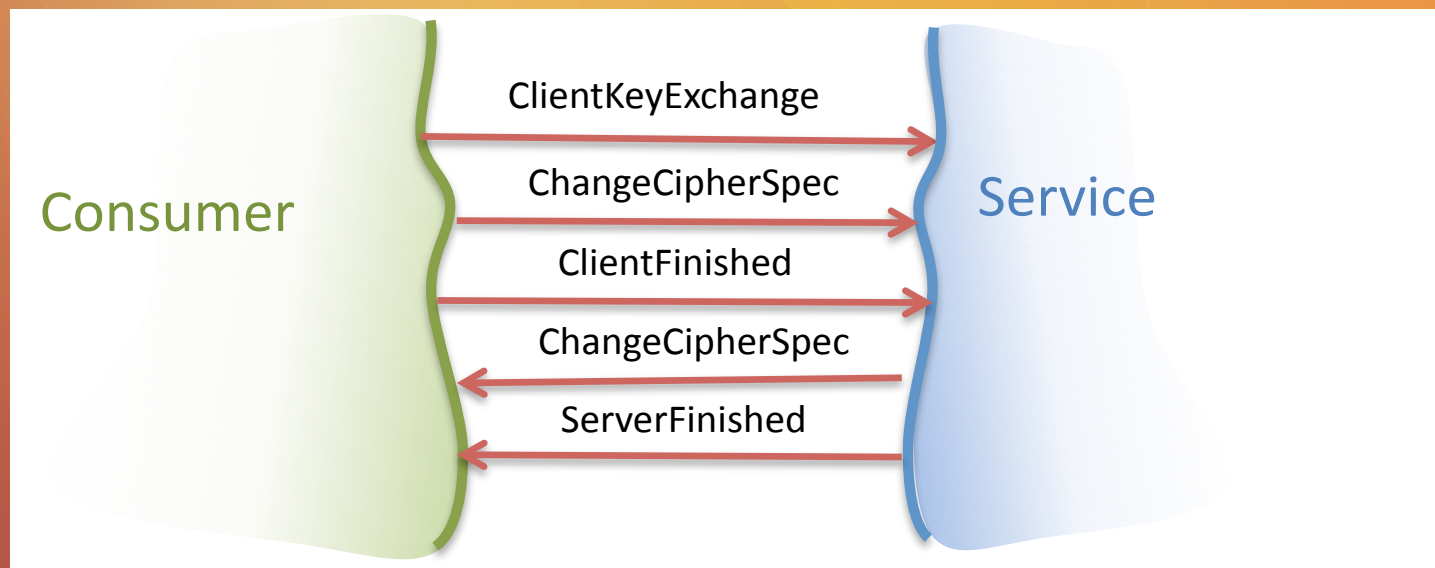 ClientKeyExchange
ChangeCipherSpec
Consumer
Service
ClientFinished
ChangeCipherSpec
ServerFinished